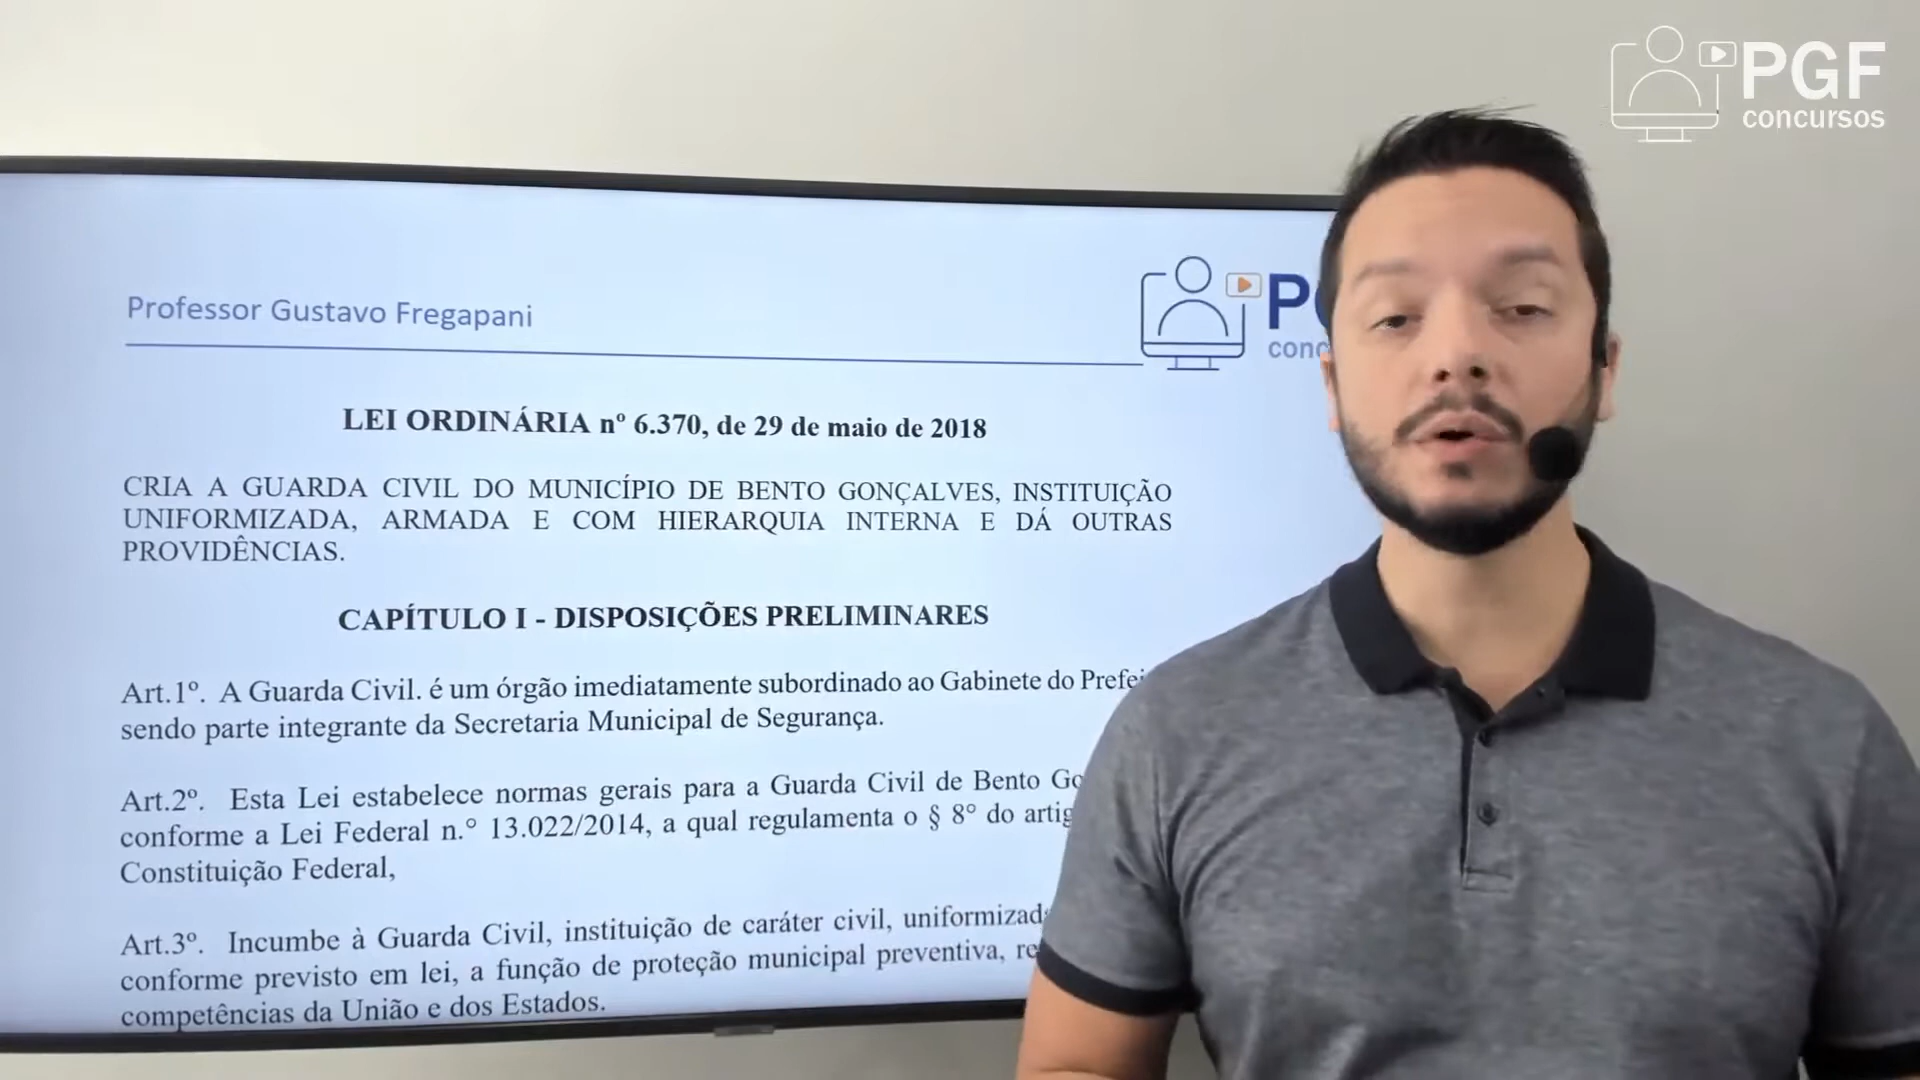 PGF
concursos
Professor Gustavo Fregapani
LEI ORDINÁRIA nº 6.370, de 29 de maio de 2018
CRIA A GUARDA CIVIL DO MUNICÍPIO DE BENTO GONÇALVES, INSTITUIÇÃO
UNIFORMIZADA, ARMADA E COM HIERARQUIA INTERNA E DÁ OUTRAS
PROVIDÊNCIAS.
CAPÍTULO I - DISPOSIÇÕES PRELIMINARES
Art.1º. A Guarda Civil. é um órgão imediatamente subordinado ao Gabinete do
sendo parte integrante da Secretaria Municipal de Segurança.
Art.2º. Esta Lei estabelece normas gerais para a Guarda Civil de Bento
conforme a Lei Federal n.° 13.022/2014, a qual regulamenta o § 8° do
Constituição Federal,
Art.3º. Incumbe à Guarda Civil, instituição de caráter civil,
conforme previsto em lei, a função de proteção municipal preventiva,
competências da União e dos Estados.